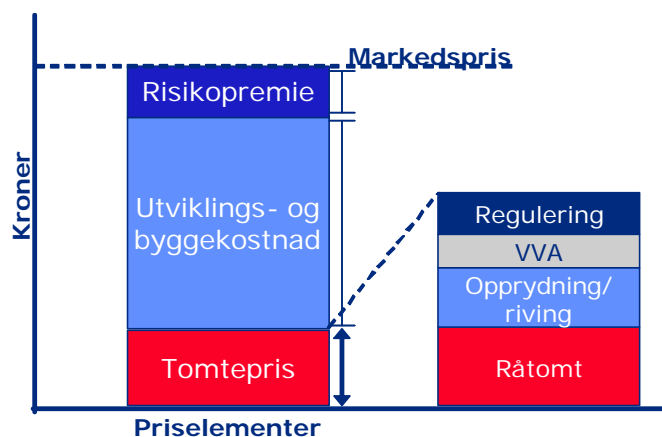 Markedspris
Risikopremie
Kroner
Utviklings- og
byggekostnad
Tomtepris
Regulering
VVA
Opprydning/
riving
Råtomt
Priselementer